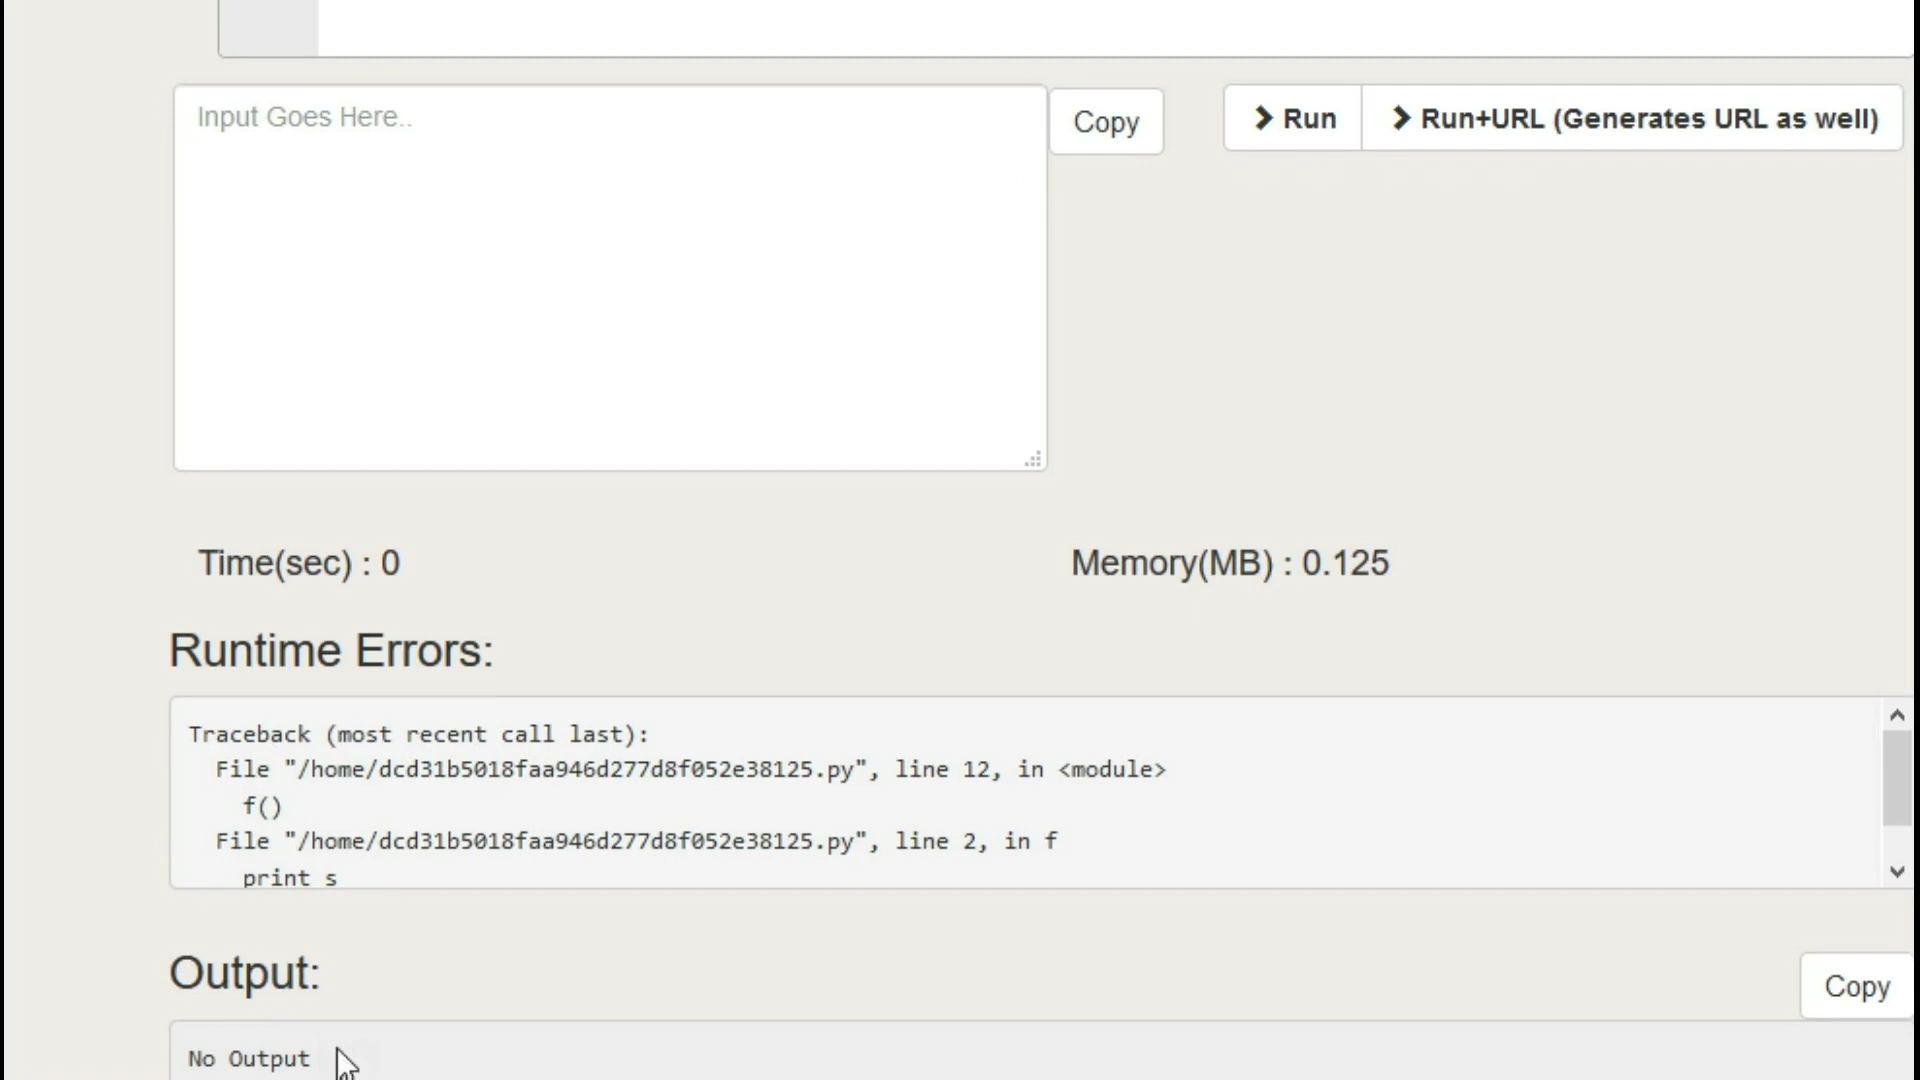 Input Goes Here..
Copy
Run
Run+URL (Generates URL as well)
Time(sec) : 0
Memory(MB) : 0.125
Runtime Errors:
Traceback (most recent call last):
File "/home/dcd31b5018faa946d277d8f052e38125.py", line 12, in <module>
f()
File "/home/dcd31b5018faa946d277d8f052e38125.py", line 2, in f
print s
Output:
Copy
No Output